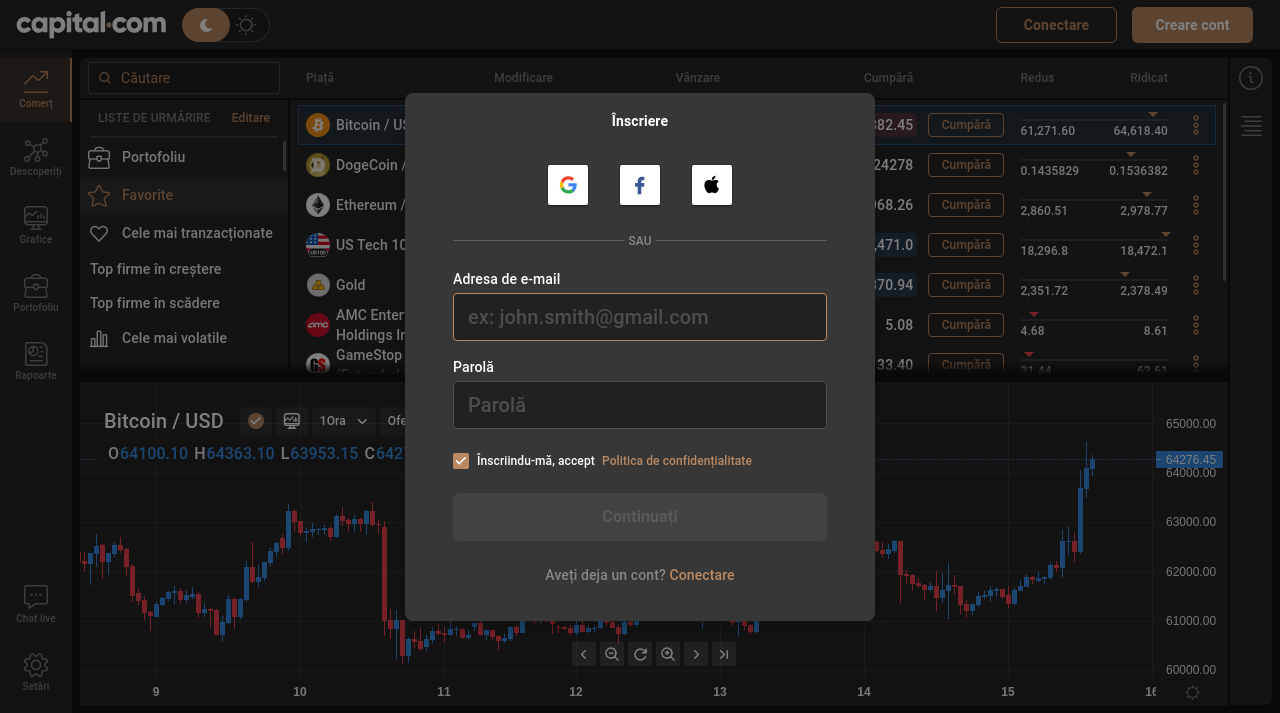 capital.com
Conectare
Creare cont
Comerț
Descoperiți
Grafice
Portofoliu
Rapoarte
Chat live
Setări
Căutare
Piață
Modificare
Vânzare
Cumpără
Redus
Ridicat
LISTE DE URMĂRIRE
Editare
Portofoliu
Favorite
Cele mai tranzacționate
Top firme în creștere
Top firme în scădere
Cele mai volatile
Bitcoin / US
382.45
Cumpără
61,271.60
64,618.40
DogeCoin /
24278
Cumpără
0.1435829
0.1536382
Ethereum /
968.26
Cumpără
2,860.51
2,978.77
US100
US Tech 10
,471.0
Cumpără
18,296.8
18,472.1
Gold
370.94
Cumpără
2,351.72
2,378.49
amc
AMC Enter
Holdings In
5.08
Cumpără
4.68
8.61
GameStop
33.40
Cumpără
31.44
62.61
Înscriere
SAU
Adresa de e-mail
ex: john.smith@gmail.com
Parolă
Parolă
Înscriindu-mă, accept Politica de confidențialitate
Continuați
Aveți deja un cont? Conectare
Bitcoin / USD
1Ora
Ofe
O64100.10 H64363.10 L63953.15 C6427
65000.00
64276.45
64000.00
63000.00
62000.00
61000.00
60000.00
9
10
11
12
13
14
15
16